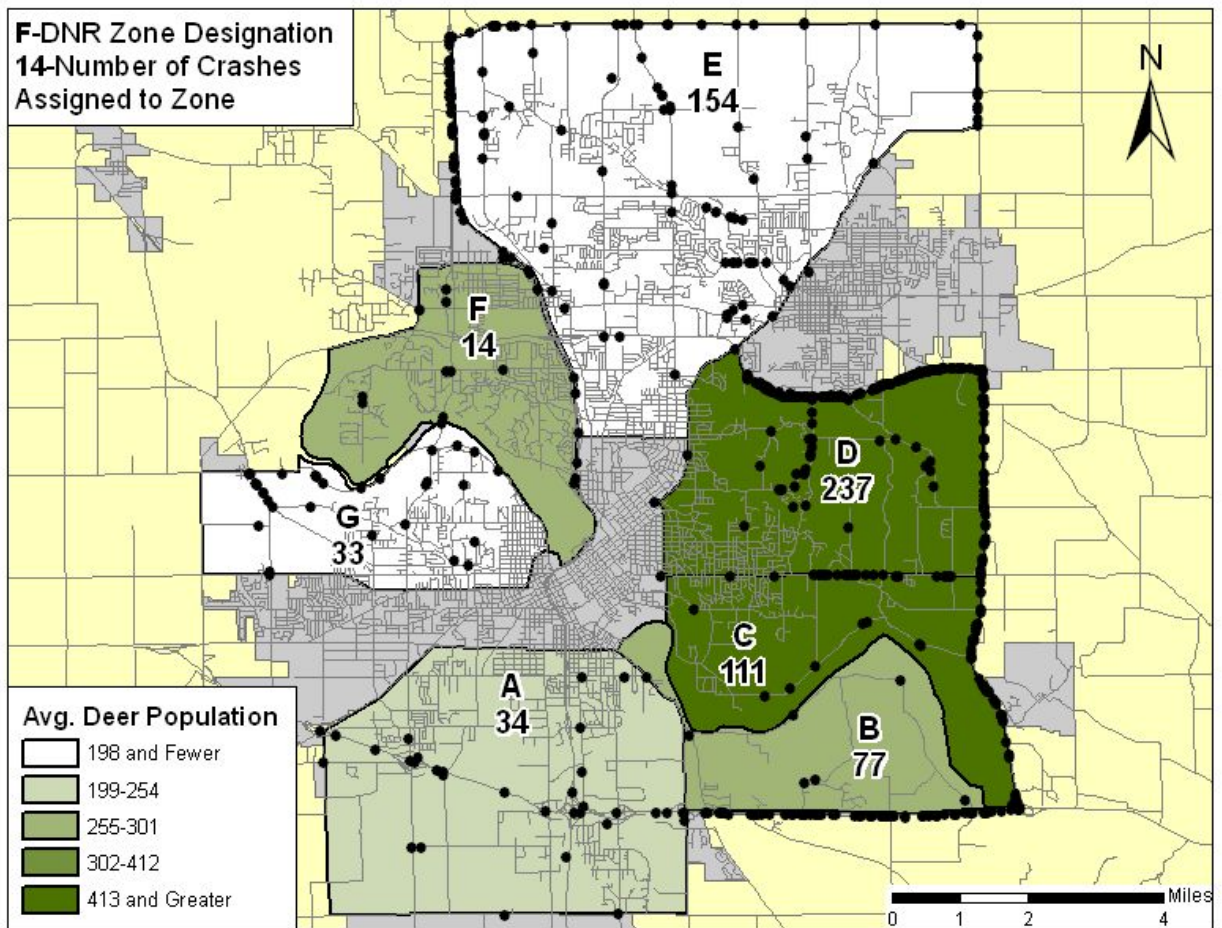 F-DNR Zone Designation
14-Number of Crashes
Assigned to Zone
N
E
154
F
14
D
237
G
33
C
111
A
34
B
77
Avg. Deer Population
198 and Fewer
199-254
255-301
302-412
413 and Greater
Miles
0 1 2 4